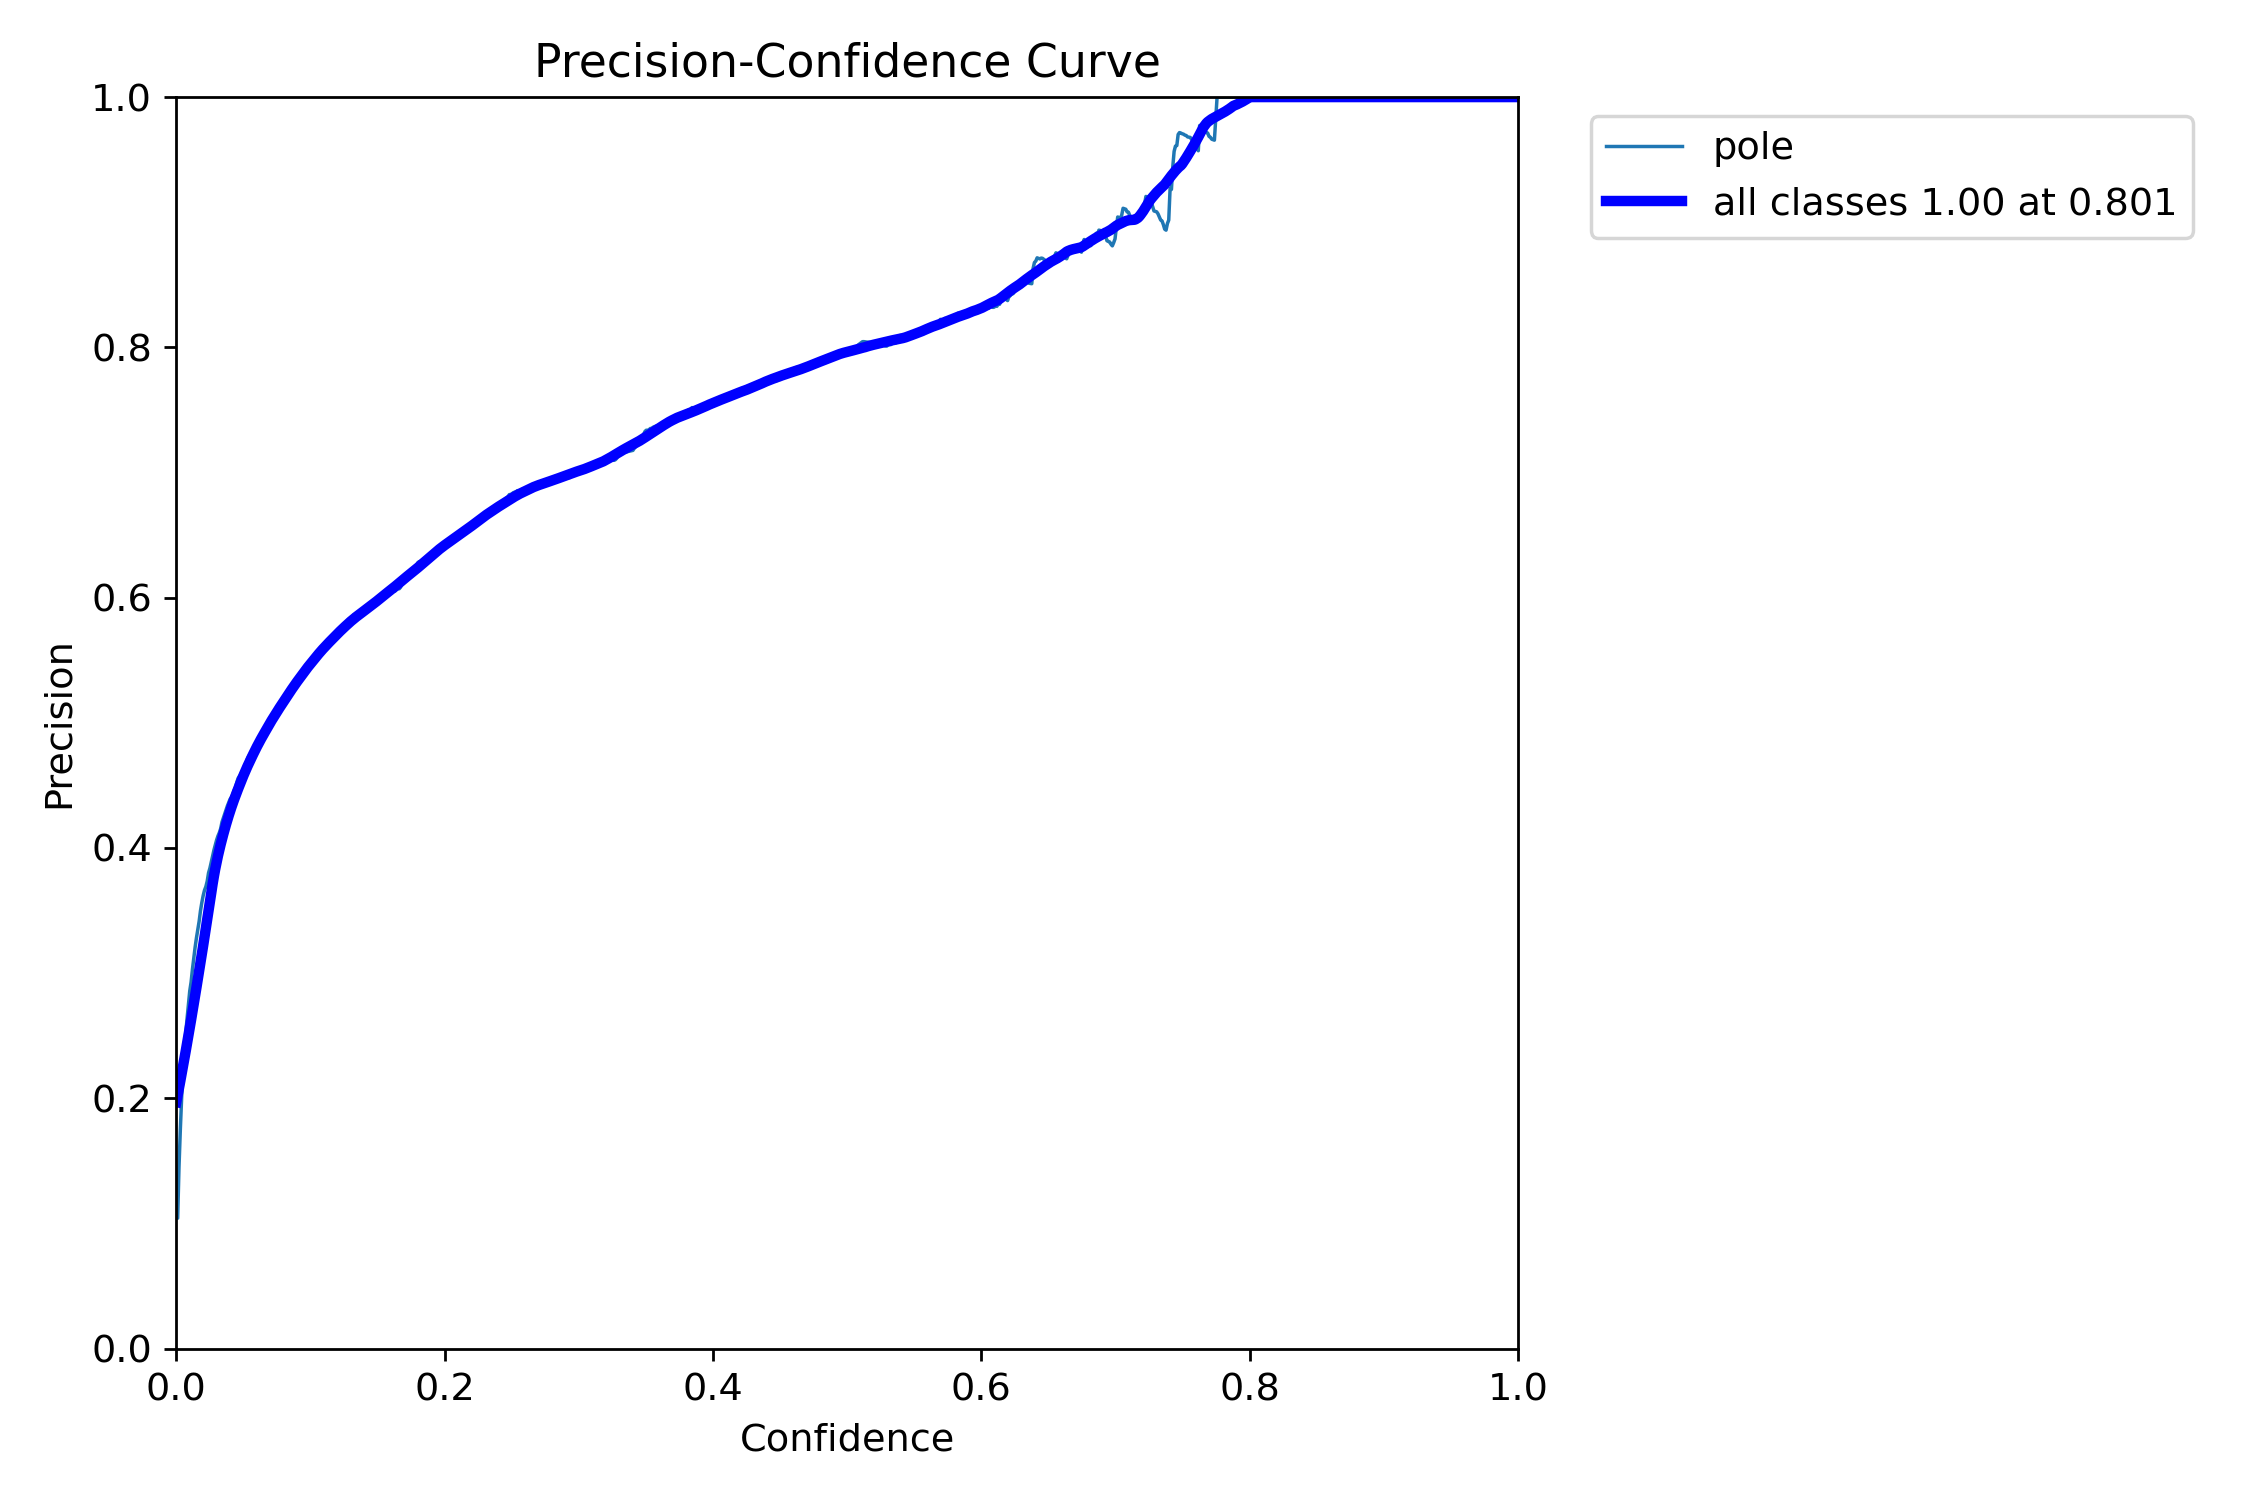 Precision-Confidence Curve
1.0
0.8
0.6
0.4
0.2
0.0
Precision
0.0 0.2 0.4 0.6 0.8 1.0
Confidence
pole
all classes 1.00 at 0.801